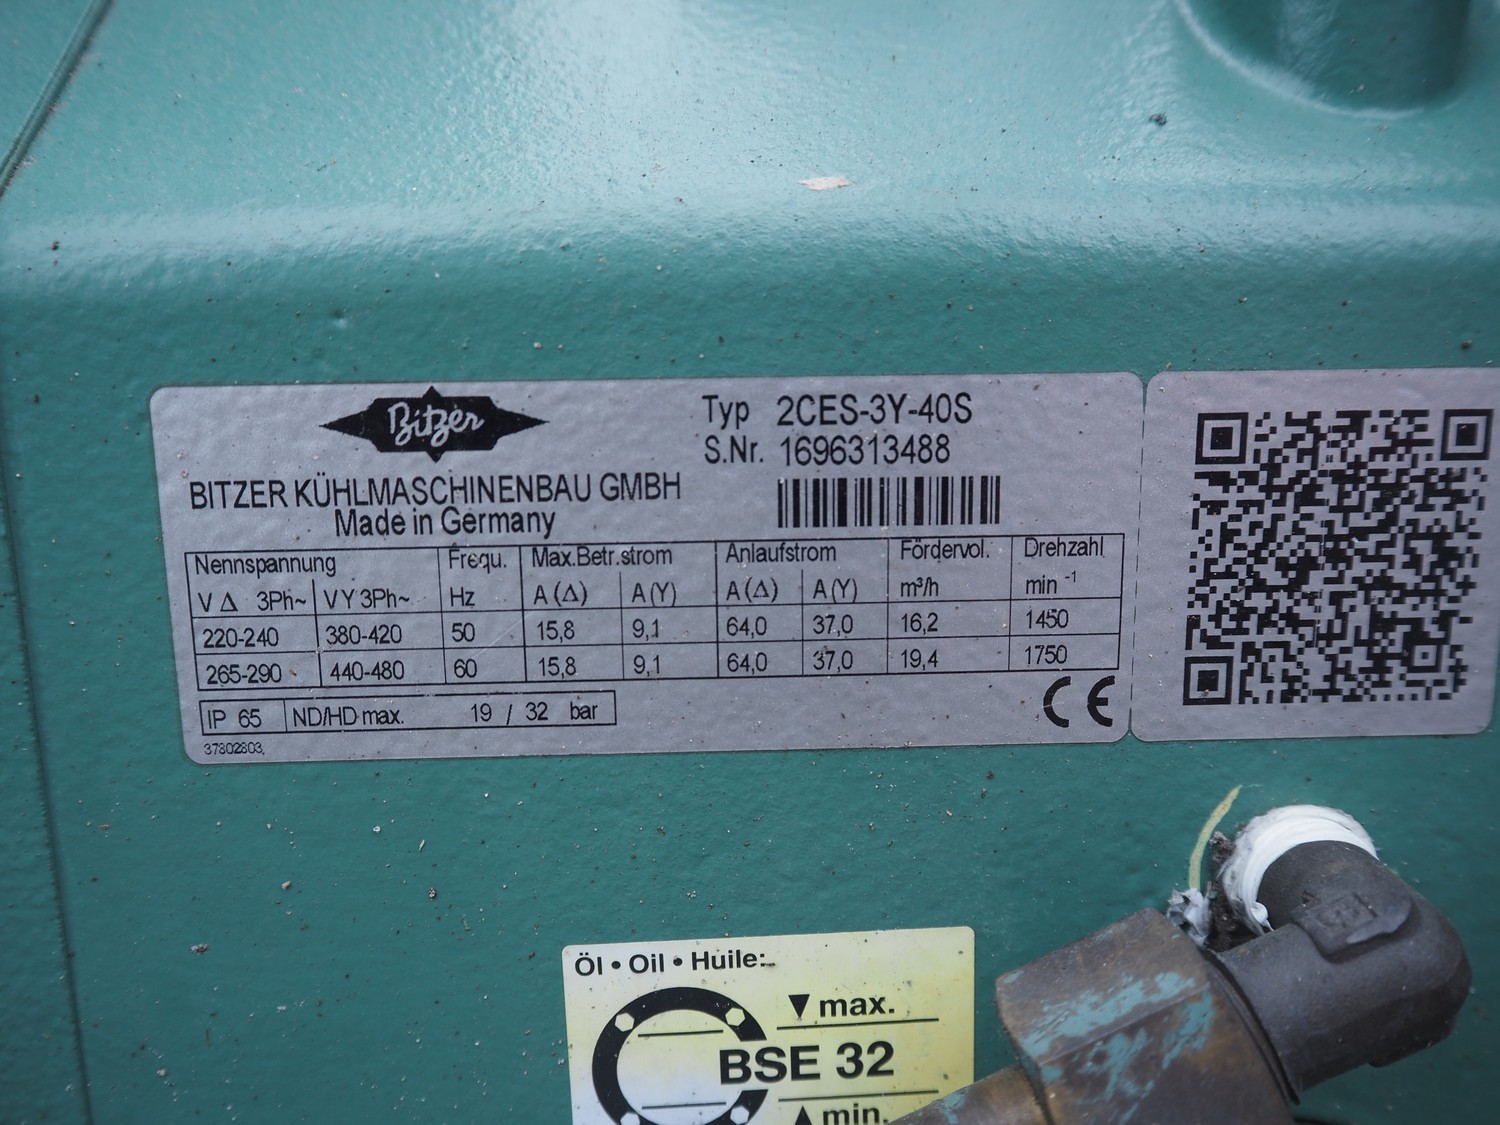 Bitzer
BITZER KÜHLMASCHINENBAU GMBH
Made in Germany
Typ 2CES-3Y-40S
S.Nr. 1696313488
Nennspannung Frequ. Max.Betr.strom Anlaufstrom Fördervol. Drehzahl
V Δ 3Ph~ V Y 3Ph~ Hz A (Δ) A (Y) A (Δ) A (Y) m³/h min -1
220-240 380-420 50 15,8 9,1 64,0 37,0 16,2 1450
265-290 440-480 60 15,8 9,1 64,0 37,0 19,4 1750
IP 65 ND/HD max. 19 / 32 bar
CE
37802803
Öl • Oil • Huile:
▼ max.
BSE 32
▲ min.